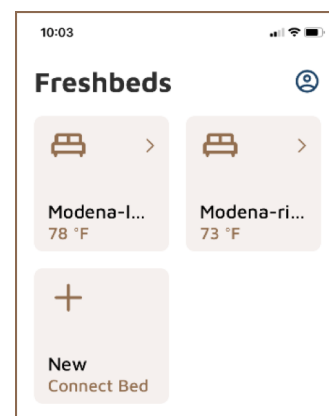 10:03
Freshbeds
Modena-l...
78 °F
Modena-ri...
73 °F
New
Connect Bed